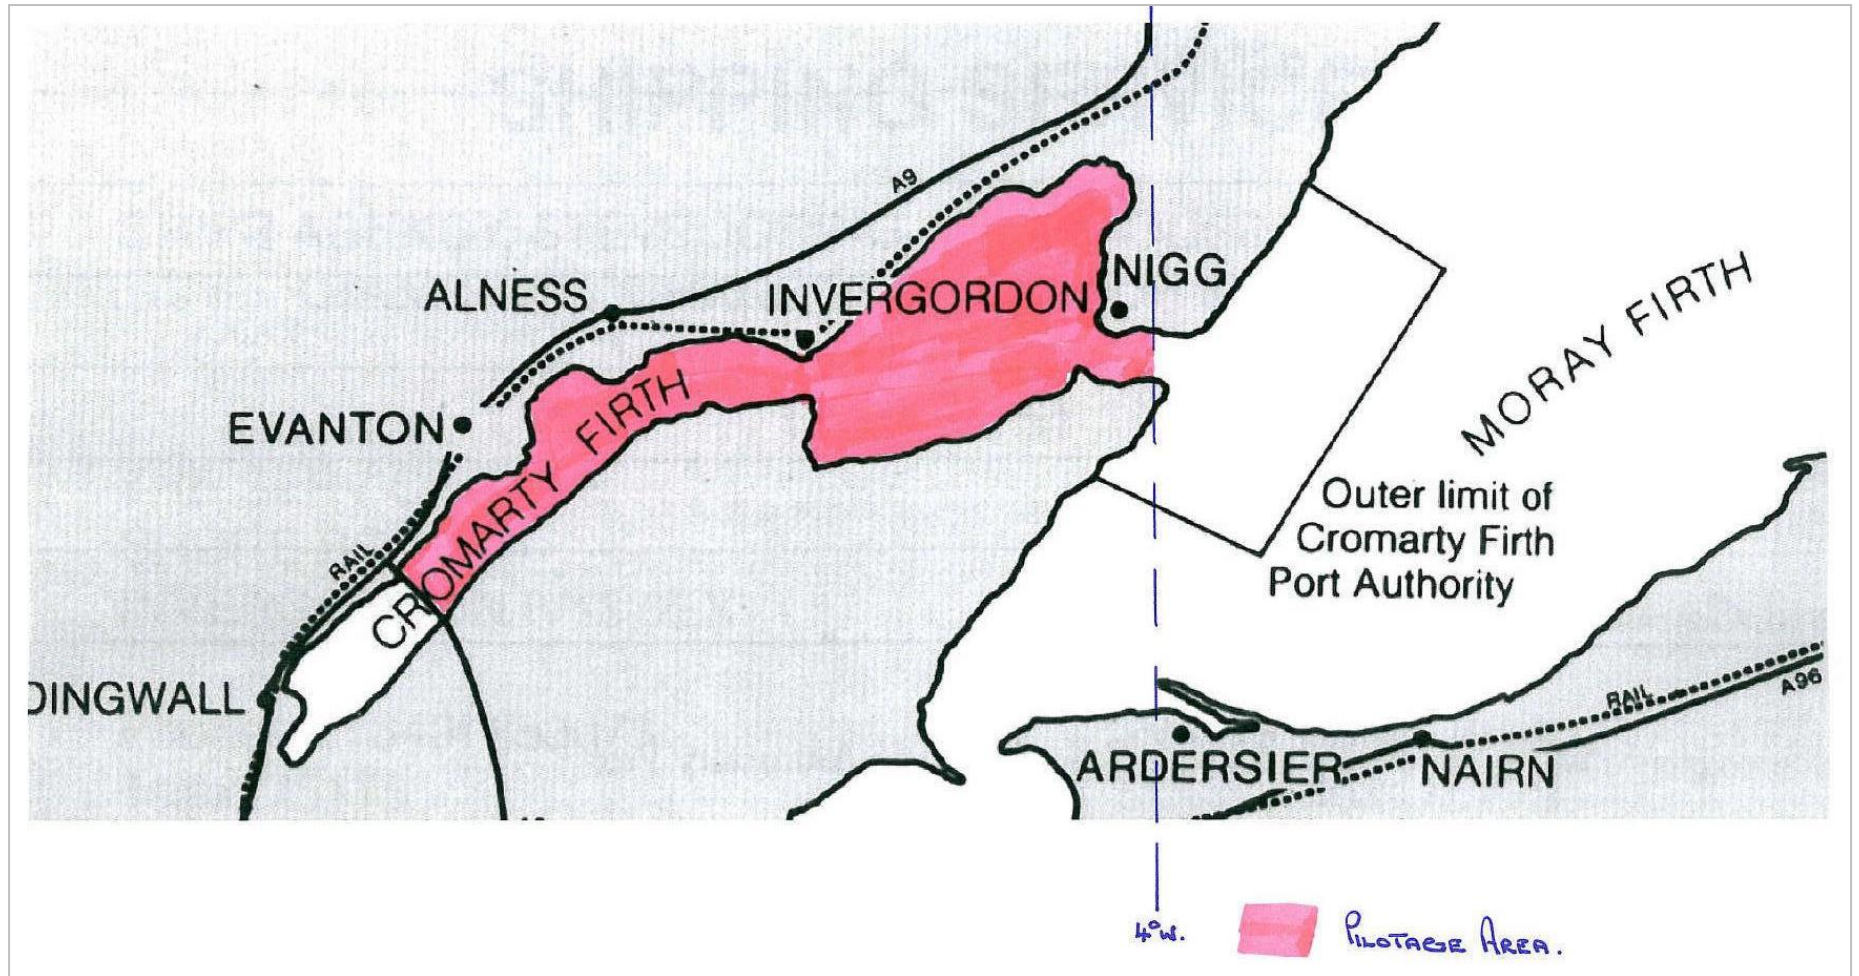 A9
NIGG
ALNESS
INVERGORDON
MORAY FIRTH
EVANTON
CROMARTY FIRTH
Outer limit of
Cromarty Firth
Port Authority
RAIL
DINGWALL
RAIL
A96
ARDERSIER
NAIRN
4°W.
PILOTAGE AREA.